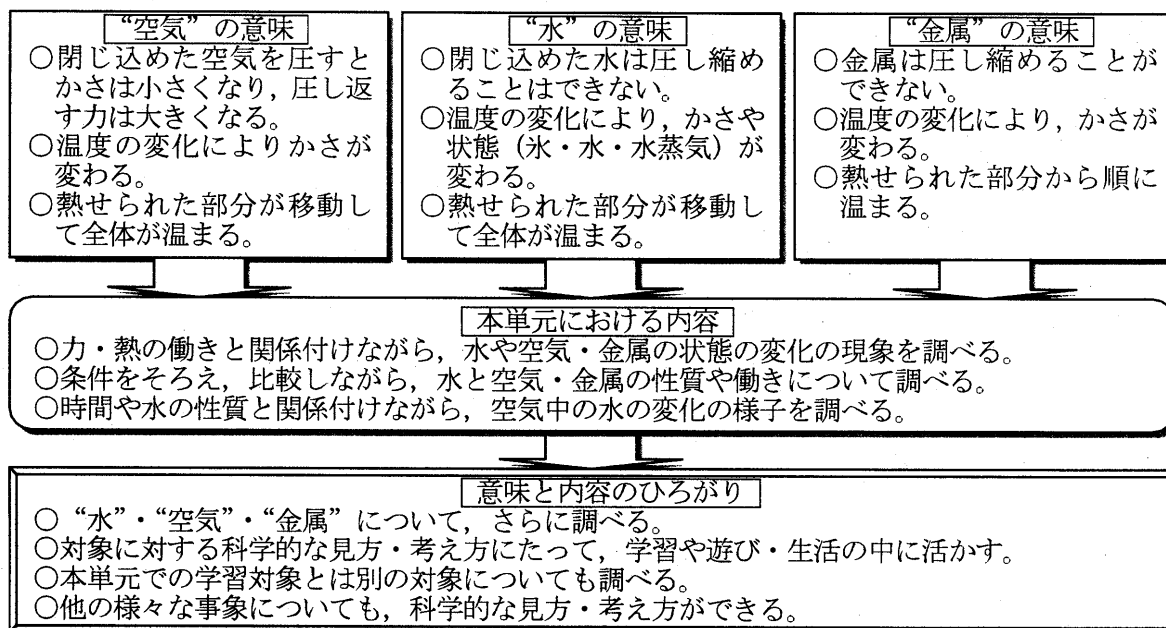 “空気”の意味
○閉じ込めた空気を圧すと
かさは小さくなり，圧し返
す力は大きくなる。
○温度の変化によりかさが
変わる。
○熱せられた部分が移動し
て全体が温まる。
“水”の意味
○閉じ込めた水は圧し縮め
ることはできない。
○温度の変化により，かさや
状態（氷・水・水蒸気）が
変わる。
○熱せられた部分が移動し
て全体が温まる。
“金属”の意味
○金属は圧し縮めることが
できない。
○温度の変化により，かさが
変わる。
○熱せられた部分から順に
温まる。
本単元における内容
○力・熱の働きと関係付けながら，水や空気・金属の状態の変化の現象を調べる。
○条件をそろえ，比較しながら，水と空気・金属の性質や働きについて調べる。
○時間や水の性質と関係付けながら，空気中の水の変化の様子を調べる。
意味と内容のひろがり
○“水”・“空気”・“金属”について，さらに調べる。
○対象に対する科学的な見方・考え方にたって，学習や遊び・生活の中に活かす。
○本単元での学習対象とは別の対象についても調べる。
○他の様々な事象についても，科学的な見方・考え方ができる。